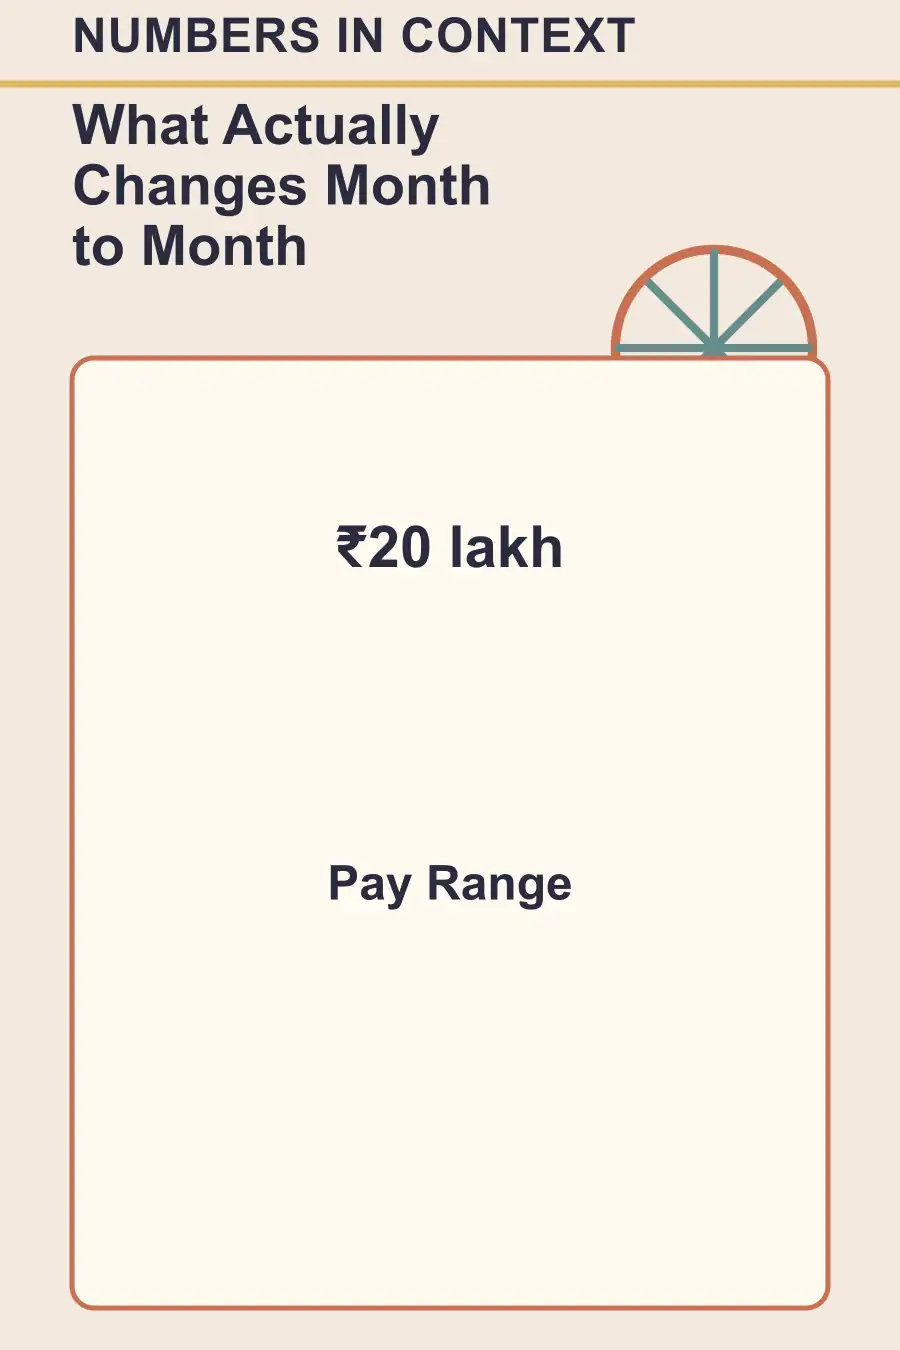 NUMBERS IN CONTEXT
What Actually
Changes Month
to Month
₹20 lakh
Pay Range